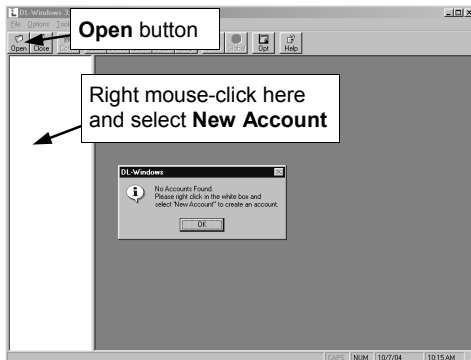 DL-Windows 3.
File Options
Open button
Open Close Global Opt Help
Right mouse-click here
and select New Account
DL-Windows
No Accounts Found.
Please right click in the white box and
select "New Account" to create an account.
OK
CAPS NUM 10/7/04 10:15 AM